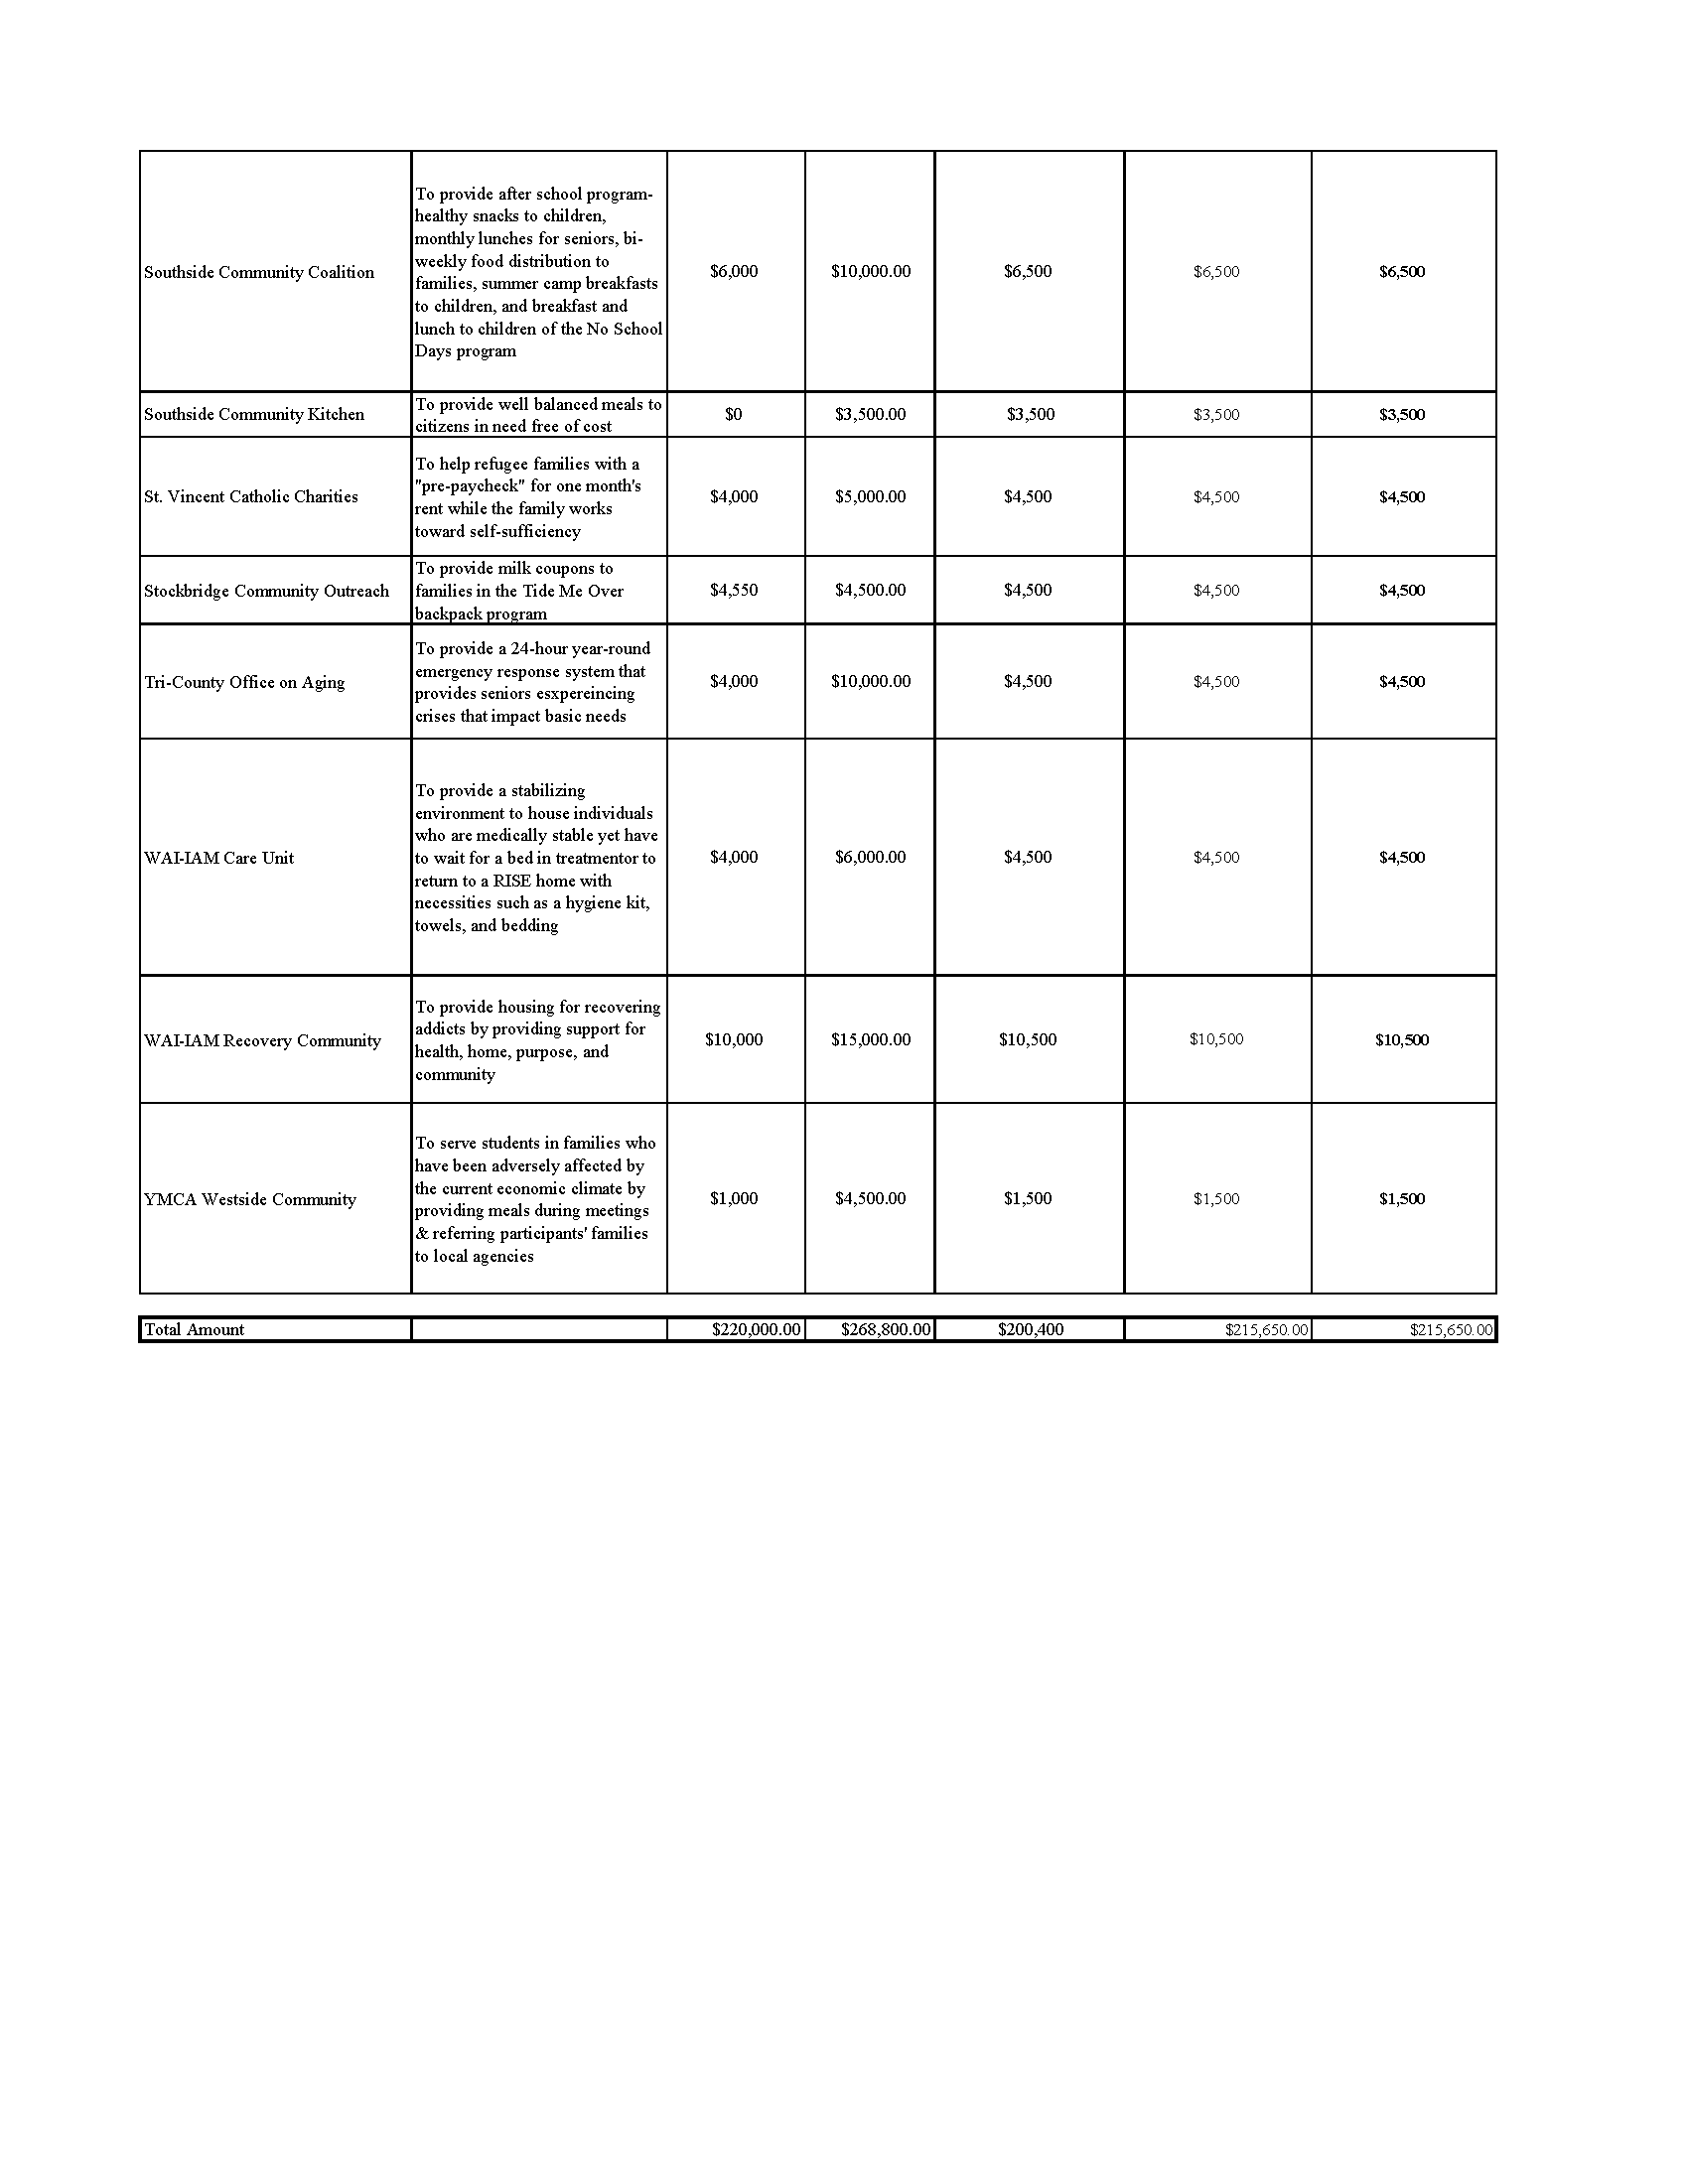 To provide after school program-
healthy snacks to children,
monthly lunches for seniors, bi-
weekly food distribution to
Southside Community Coalition families, summer camp breakfasts $6,000 $10,000.00 $6,500 $6,500 $6,500
to children, and breakfast and
lunch to children of the No School
Days program
Southside Community Kitchen To provide well balanced meals to $0 $3,500.00 $3,500 $3,500 $3,500
citizens in need free of cost
To help refugee families with a
"pre-paycheck" for one month's
St. Vincent Catholic Charities rent while the family works $4,000 $5,000.00 $4,500 $4,500 $4,500
toward self-sufficiency
To provide milk coupons to
Stockbridge Community Outreach families in the Tide Me Over $4,550 $4,500.00 $4,500 $4,500 $4,500
backpack program
To provide a 24-hour year-round
emergency response system that
Tri-County Office on Aging provides seniors esxpereincing $4,000 $10,000.00 $4,500 $4,500 $4,500
crises that impact basic needs
To provide a stabilizing
environment to house individuals
who are medically stable yet have
WAI-IAM Care Unit to wait for a bed in treatmentor to $4,000 $6,000.00 $4,500 $4,500 $4,500
return to a RISE home with
necessities such as a hygiene kit,
towels, and bedding
To provide housing for recovering
addicts by providing support for
WAI-IAM Recovery Community health, home, purpose, and $10,000 $15,000.00 $10,500 $10,500 $10,500
community
To serve students in families who
have been adversely affected by
the current economic climate by
YMCA Westside Community providing meals during meetings $1,000 $4,500.00 $1,500 $1,500 $1,500
& referring participants' families
to local agencies
Total Amount $220,000.00 $268,800.00 $200,400 $215,650.00 $215,650.00